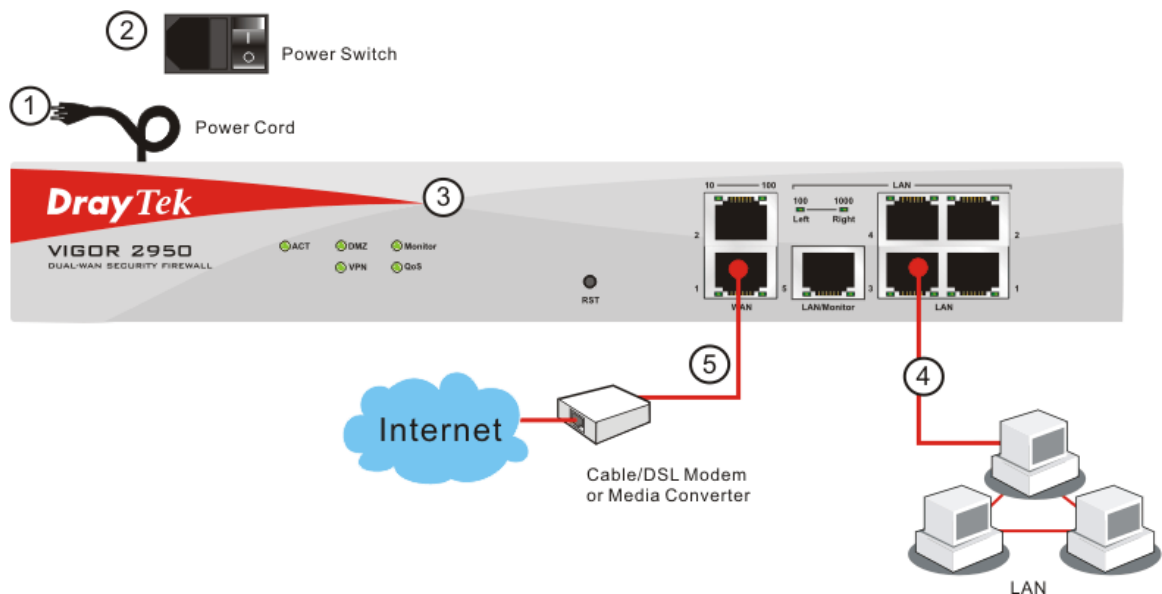 2
Power Switch
1
Power Cord
DrayTek
VIGOR 2950
DUAL-WAN SECURITY FIREWALL
3
ACT
DMZ
Monitor
VPN
QoS
RST
10
100
2
1
WAN
LAN
100
1000
Left
Right
5
LAN/Monitor
4
2
3
1
LAN
5
4
Internet
Cable/DSL Modem
or Media Converter
LAN